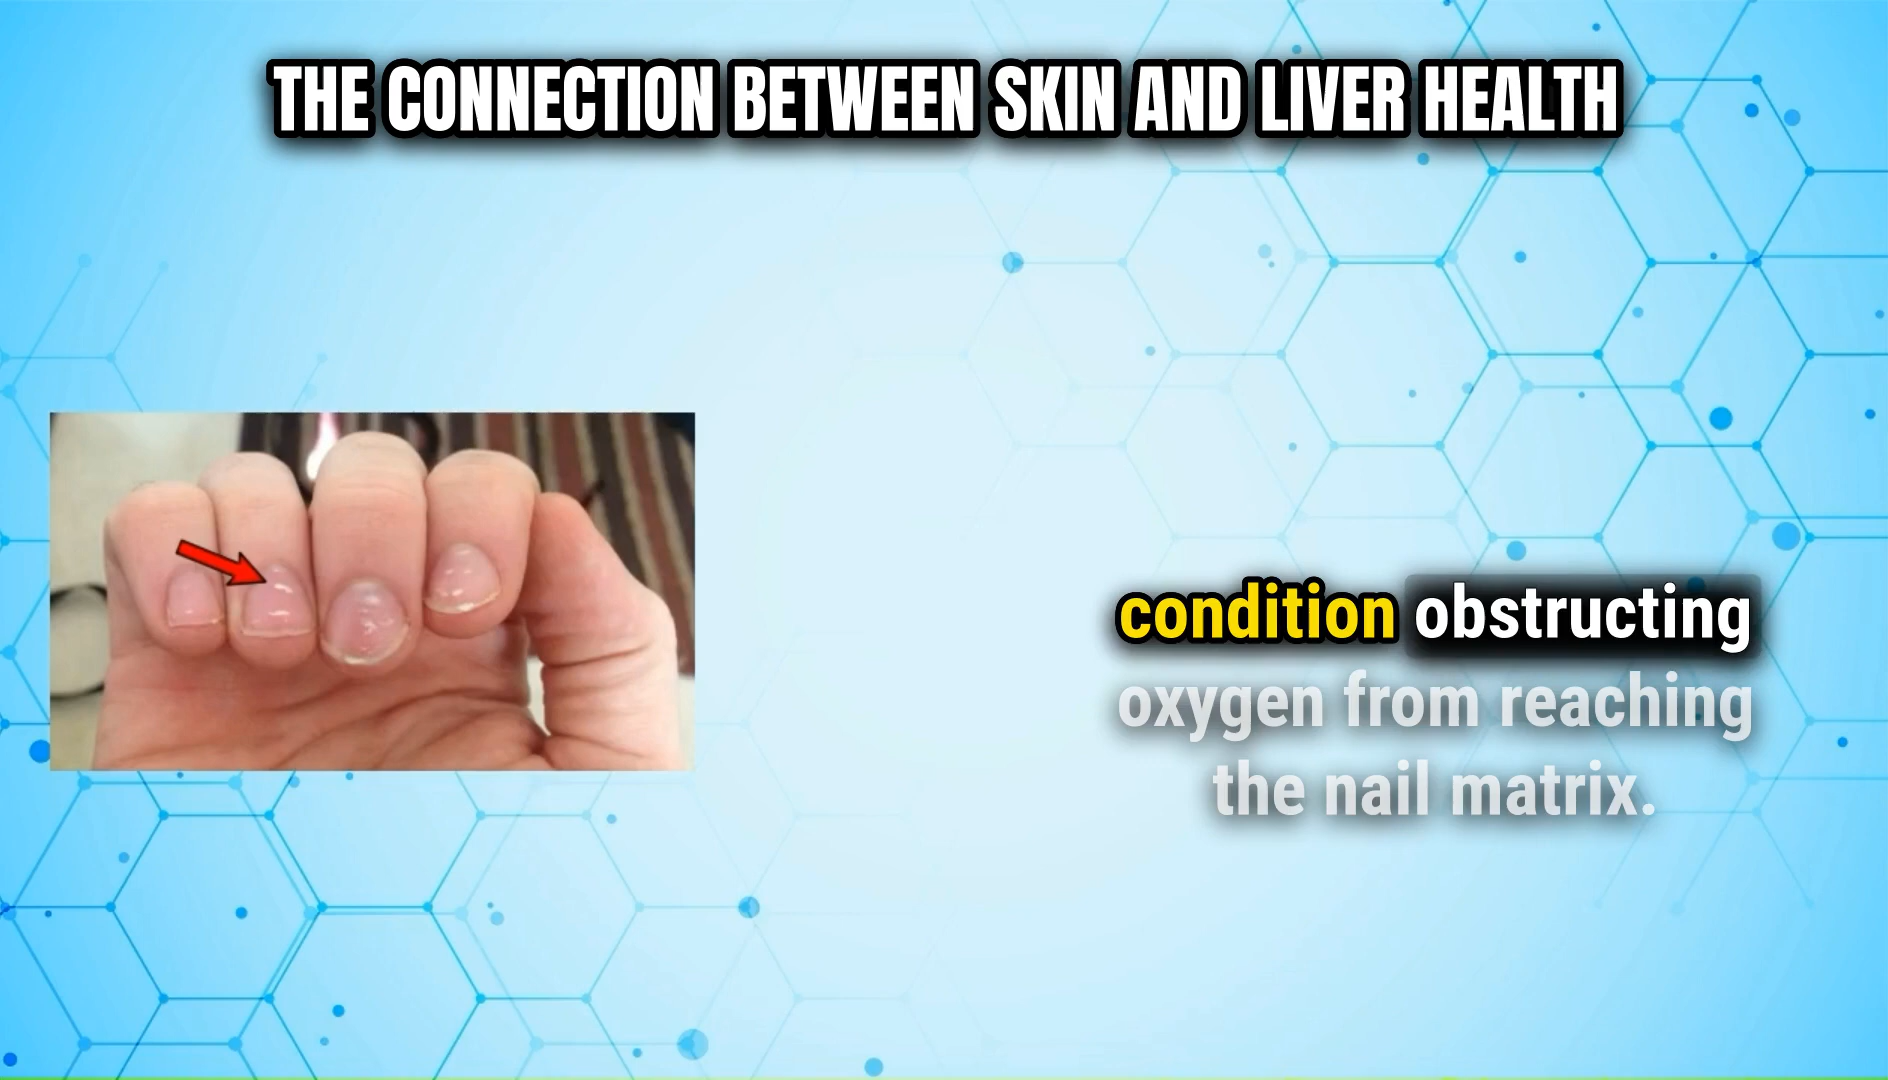 THE CONNECTION BETWEEN SKIN AND LIVER HEALTH
condition obstructing
oxygen from reaching
the nail matrix.